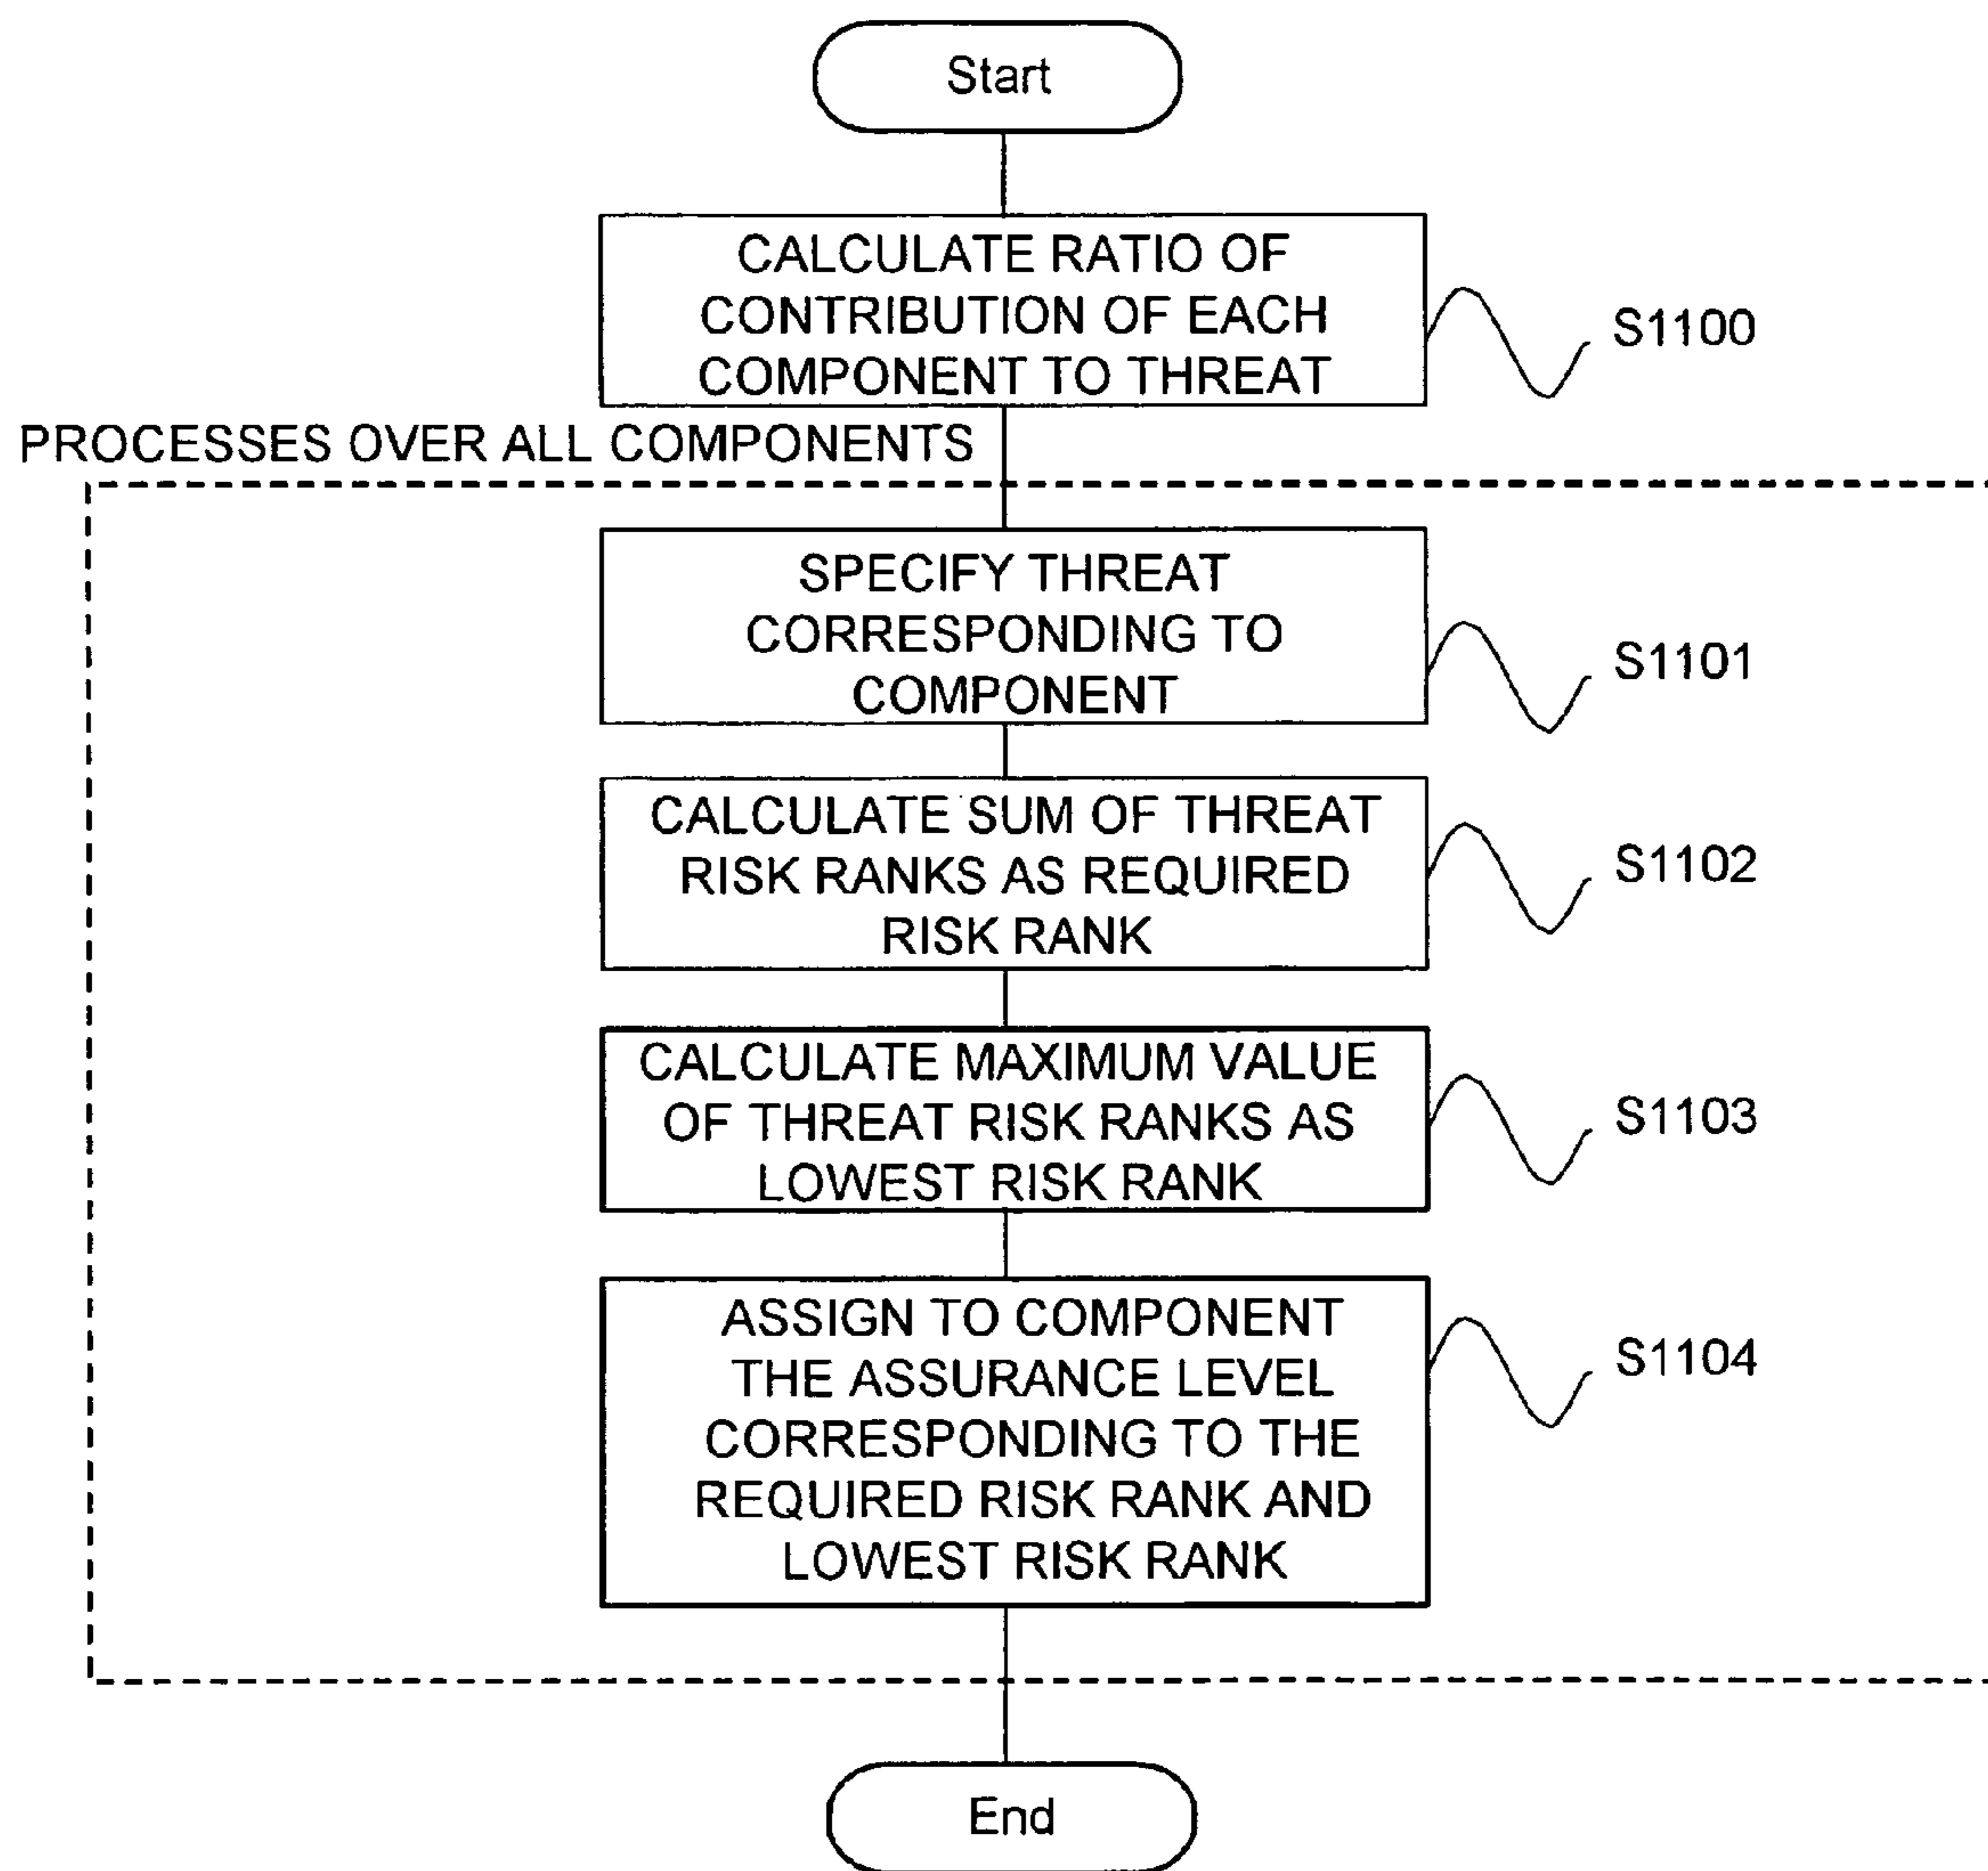 Start
CALCULATE RATIO OF
CONTRIBUTION OF EACH
COMPONENT TO THREAT
S1100
PROCESSES OVER ALL COMPONENTS
SPECIFY THREAT
CORRESPONDING TO
COMPONENT
S1101
CALCULATE SUM OF THREAT
RISK RANKS AS REQUIRED
RISK RANK
S1102
CALCULATE MAXIMUM VALUE
OF THREAT RISK RANKS AS
LOWEST RISK RANK
S1103
ASSIGN TO COMPONENT
THE ASSURANCE LEVEL
CORRESPONDING TO THE
REQUIRED RISK RANK AND
LOWEST RISK RANK
S1104
End